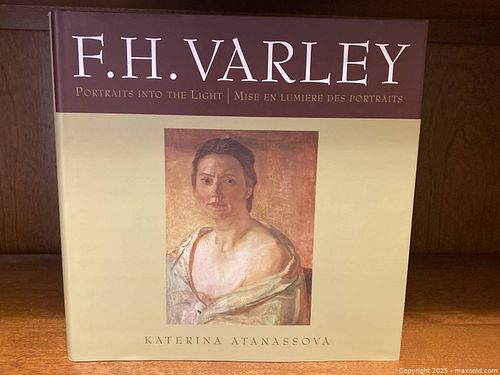 F.H. VARLEY
PORTRAITS INTO THE LIGHT | MISE EN LUMIÈRE DES PORTRAITS
KATERINA ATANASSOVA
Copyright 2025 - maxsold.com